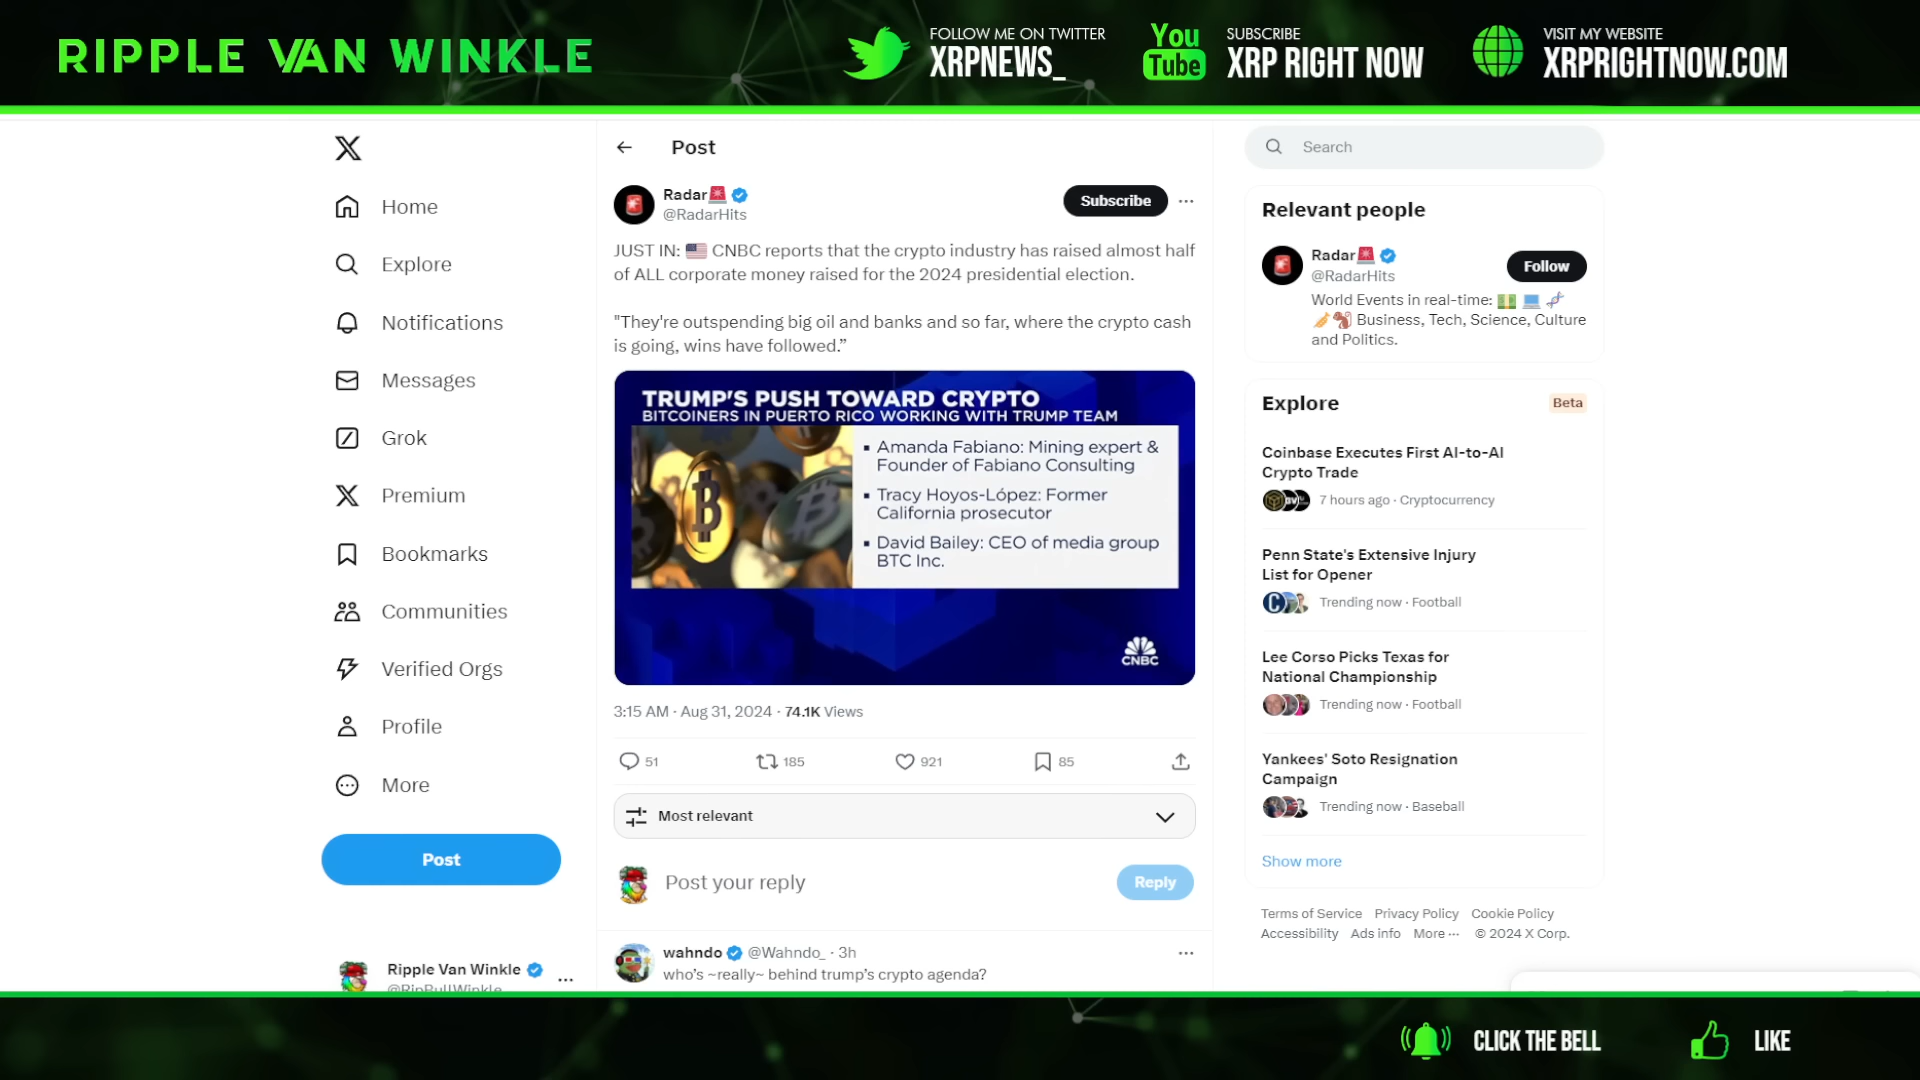 RIPPLE VAN WINKLE
FOLLOW ME ON TWITTER
XRPNEWS_
You
Tube
SUBSCRIBE
XRP RIGHT NOW
VISIT MY WEBSITE
XRPRIGHTNOW.COM
Home
Explore
Notifications
Messages
Grok
Premium
Bookmarks
Communities
Verified Orgs
Profile
More
Post
Ripple Van Winkle
@RipBullWinkle
Post
Radar🚨
@RadarHits
Subscribe
JUST IN: 🇺🇸 CNBC reports that the crypto industry has raised almost half
of ALL corporate money raised for the 2024 presidential election.
"They're outspending big oil and banks and so far, where the crypto cash
is going, wins have followed.”
TRUMP'S PUSH TOWARD CRYPTO
BITCOINERS IN PUERTO RICO WORKING WITH TRUMP TEAM
▪ Amanda Fabiano: Mining expert &
Founder of Fabiano Consulting
▪ Tracy Hoyos-López: Former
California prosecutor
▪ David Bailey: CEO of media group
BTC Inc.
CNBC
3:15 AM · Aug 31, 2024 · 74.1K Views
51 185 921 85
Most relevant
Post your reply
Reply
wahndo @Wahndo_ · 3h
who’s ~really~ behind trump’s crypto agenda?
Search
Relevant people
Radar🚨
@RadarHits
Follow
World Events in real-time: 💵 💻 🧬
🎺🐿 Business, Tech, Science, Culture
and Politics.
Explore
Beta
Coinbase Executes First AI-to-AI
Crypto Trade
7 hours ago · Cryptocurrency
Penn State's Extensive Injury
List for Opener
Trending now · Football
Lee Corso Picks Texas for
National Championship
Trending now · Football
Yankees' Soto Resignation
Campaign
Trending now · Baseball
Show more
Terms of Service Privacy Policy Cookie Policy
Accessibility Ads info More ··· © 2024 X Corp.
CLICK THE BELL
LIKE